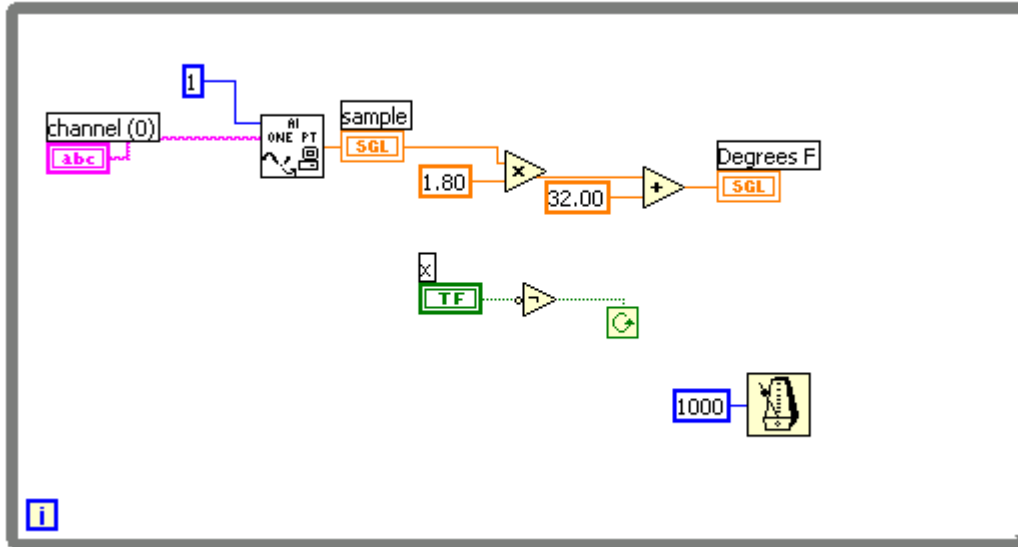 1
channel (0)
abc
AI
ONE PT
sample
SGL
1.80
×
32.00
+
Degrees F
SGL
x
TF
¬
1000
i